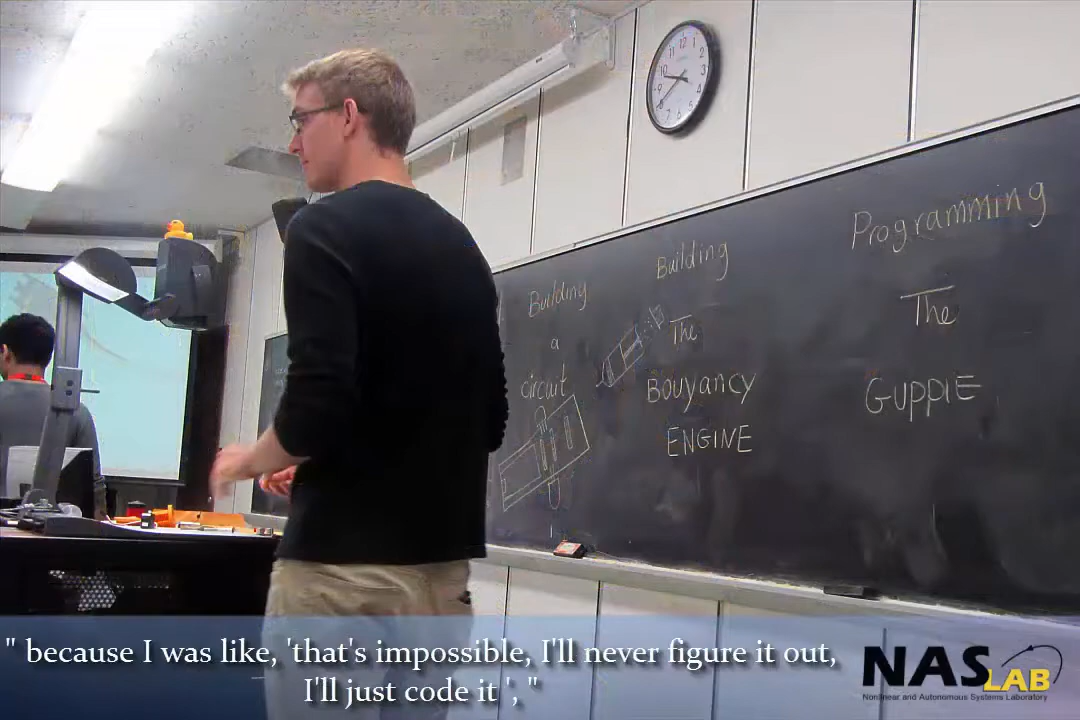 Building
a
circuit
Building
The
BOUYANCY
ENGINE
Programming
The
GUPPIE
" because I was like, 'that's impossible, I'll never figure it out,
I'll just code it ', "
NAS LAB
Nonlinear and Autonomous Systems Laboratory